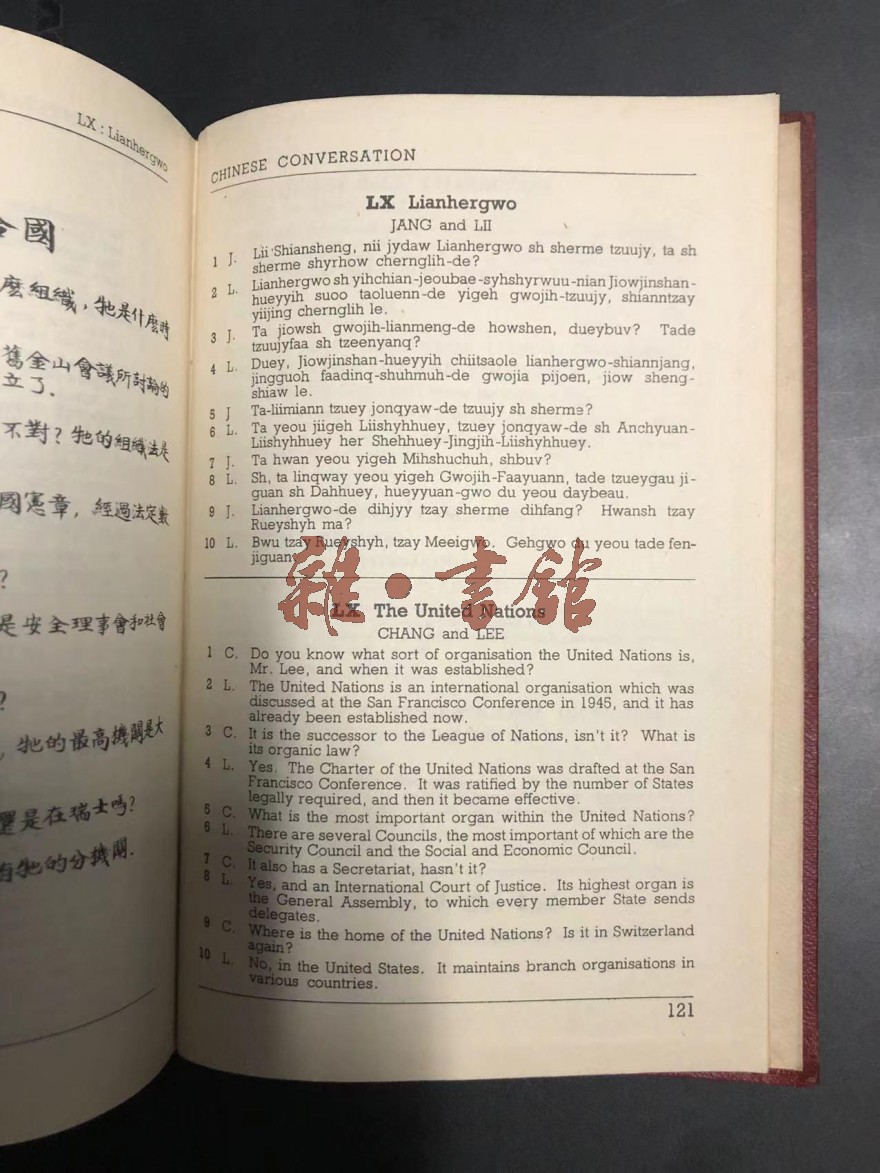 LX : Lianhergwo
合國
麼組織，牠是什麼時
舊金山會議所討論的
立了．
不對？牠的組織法是
國憲章，經過法定數
?
是安全理事會和社會
?
，牠的最高機關是大
還是在瑞士嗎？
有牠的分機關．
CHINESE CONVERSATION
LX Lianhergwo
JANG and LII
1 J. Lii Shiansheng, nii jydaw Lianhergwo sh sherme tzuujy, ta sh
sherme shyrhow chernglih-de?
2 L. Lianhergwo sh yihchian-jeoubae-syhshyrwuu-nian Jiowjinshan-
hueyyih suoo taoluenn-de yigeh gwojih-tzuujy, shianntzay
yiijing chernglih le.
3 J. Ta jiowsh gwojih-lianmeng-de howshen, dueybuv? Tade
tzuujyfaa sh tzeenyanq?
4 L. Duey, Jiowjinshan-hueyyih chiitsaole lianhergwo-shiannjang,
jingguoh faadinq-shuhmuh-de gwojia pijoen, jiow sheng-
shiaw le.
5 J Ta-liimiann tzuey jonqyaw-de tzuujy sh sherme?
6 L. Ta yeou jiigeh Liishyhhuey, tzuey jonqyaw-de sh Anchyuan-
Liishyhhuey her Shehhuey-Jingjih-Liishyhhuey.
7 J. Ta hwan yeou yigeh Mihshuchuh, shbuv?
8 L. Sh, ta linqway yeou yigeh Gwojih-Faayuann, tade tzueygau ji-
guan sh Dahhuey, hueyyuan-gwo du yeou daybeau.
9 J. Lianhergwo-de dihjyy tzay sherme dihfang? Hwansh tzay
Rueyshyh ma?
10 L. Bwu tzay Rueyshyh, tzay Meeigwo. Gehgwo du yeou tade fen-
jiguan.
雜·書館
LX The United Nations
CHANG and LEE
1 C. Do you know what sort of organisation the United Nations is,
Mr. Lee, and when it was established?
2 L. The United Nations is an international organisation which was
discussed at the San Francisco Conference in 1945, and it has
already been established now.
3 C. It is the successor to the League of Nations, isn't it? What is
its organic law?
4 L. Yes. The Charter of the United Nations was drafted at the San
Francisco Conference. It was ratified by the number of States
legally required, and then it became effective.
5 C. What is the most important organ within the United Nations?
6 L. There are several Councils, the most important of which are the
Security Council and the Social and Economic Council.
7 C. It also has a Secretariat, hasn't it?
8 L. Yes, and an International Court of Justice. Its highest organ is
the General Assembly, to which every member State sends
delegates.
9 C. Where is the home of the United Nations? Is it in Switzerland
again?
10 L. No, in the United States. It maintains branch organisations in
various countries.
121